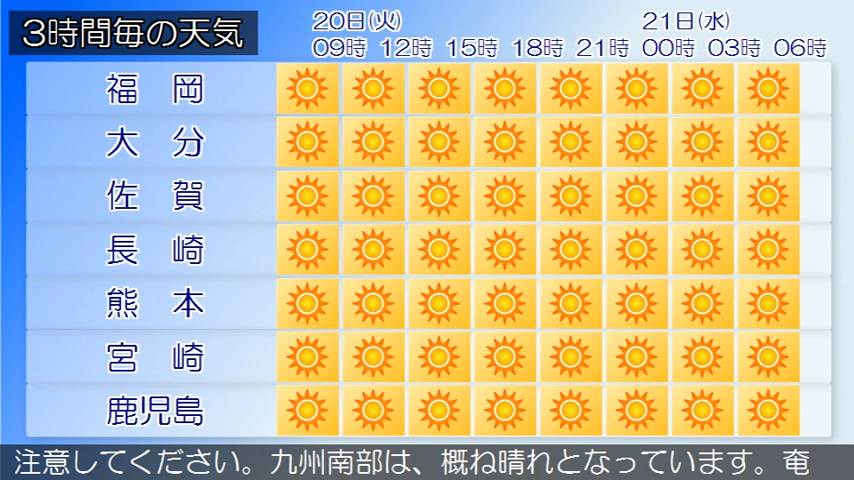 3時間毎の天気
20日(火) 21日(水)
09時 12時 15時 18時 21時 00時 03時 06時
福 岡
大 分
佐 賀
長 崎
熊 本
宮 崎
鹿児島
注意してください。九州南部は、概ね晴れとなっています。奄